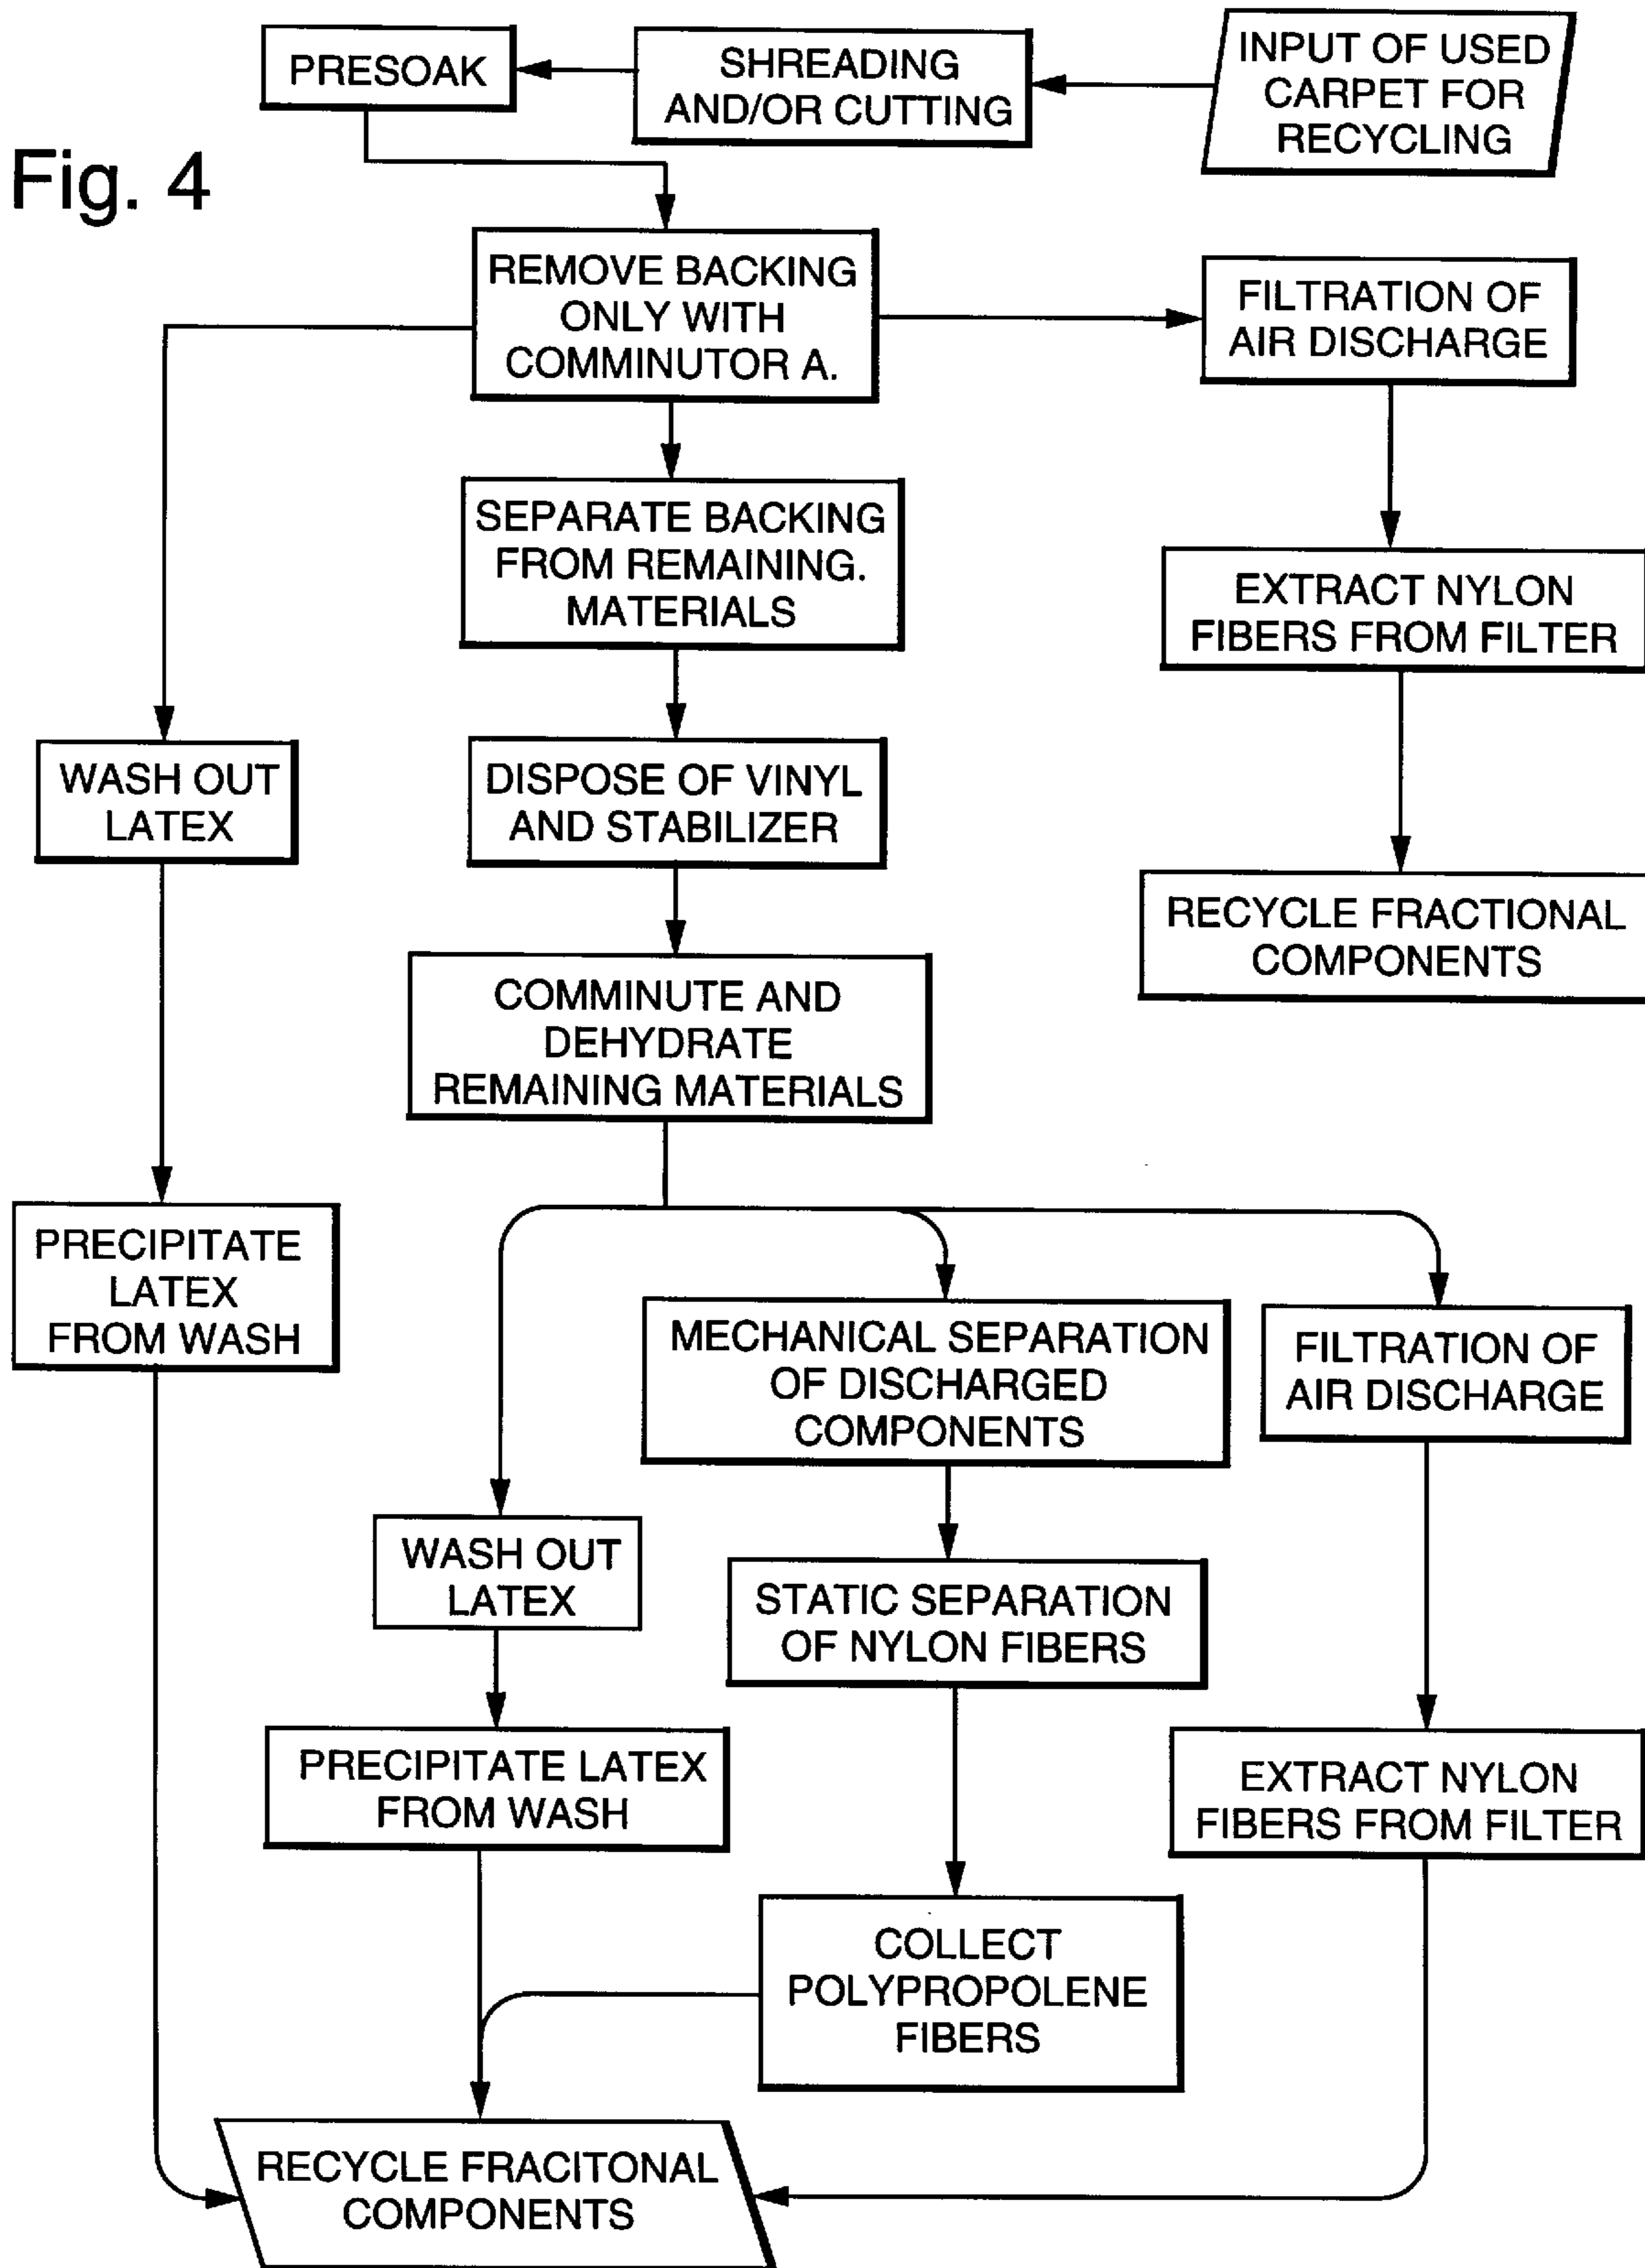 Fig. 4
INPUT OF USED
CARPET FOR
RECYCLING
SHREADING
AND/OR CUTTING
PRESOAK
REMOVE BACKING
ONLY WITH
COMMINUTOR A.
FILTRATION OF
AIR DISCHARGE
EXTRACT NYLON
FIBERS FROM FILTER
RECYCLE FRACTIONAL
COMPONENTS
SEPARATE BACKING
FROM REMAINING.
MATERIALS
DISPOSE OF VINYL
AND STABILIZER
COMMINUTE AND
DEHYDRATE
REMAINING MATERIALS
WASH OUT
LATEX
PRECIPITATE
LATEX
FROM WASH
MECHANICAL SEPARATION
OF DISCHARGED
COMPONENTS
FILTRATION OF
AIR DISCHARGE
WASH OUT
LATEX
STATIC SEPARATION
OF NYLON FIBERS
PRECIPITATE LATEX
FROM WASH
EXTRACT NYLON
FIBERS FROM FILTER
COLLECT
POLYPROPOLENE
FIBERS
RECYCLE FRACITONAL
COMPONENTS